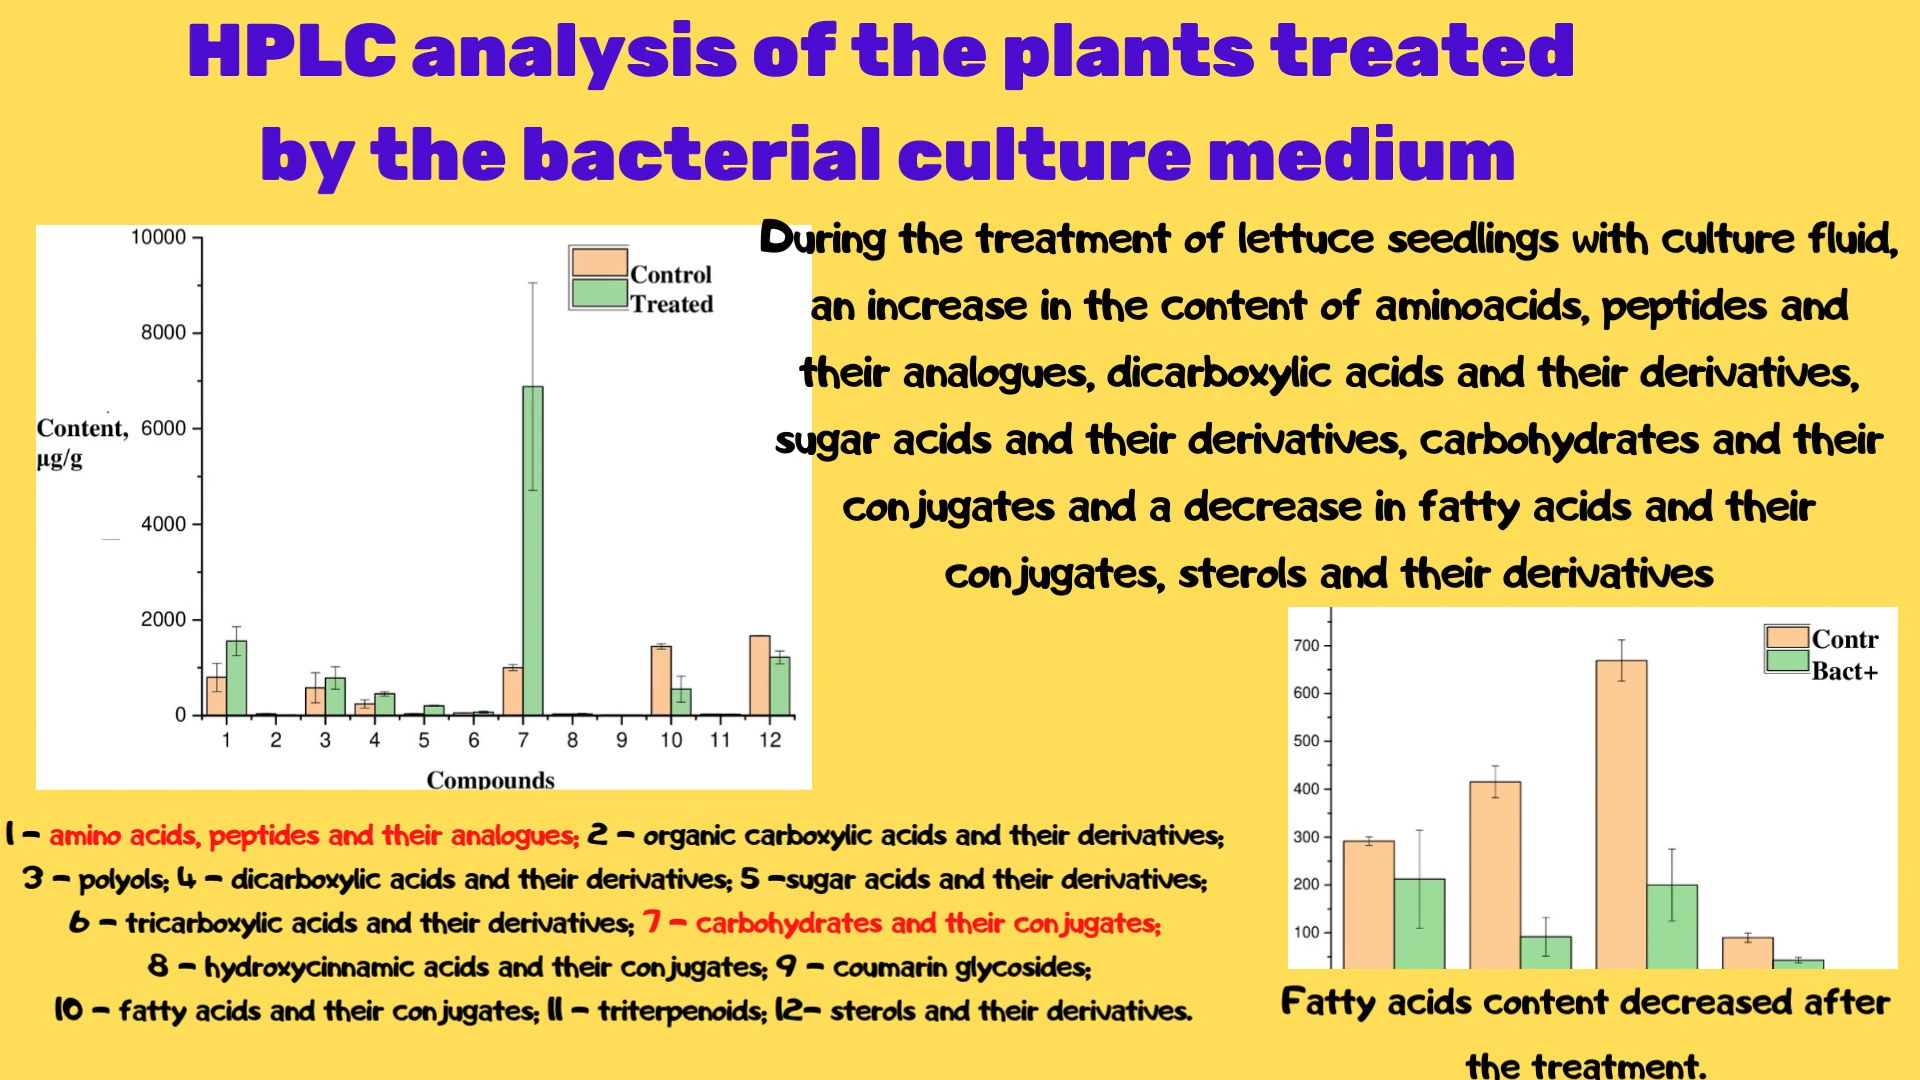 HPLC analysis of the plants treated
by the bacterial culture medium
10000
8000
6000
4000
2000
0
Content,
µg/g
Control
Treated
1 2 3 4 5 6 7 8 9 10 11 12
Compounds
During the treatment of lettuce seedlings with culture fluid,
an increase in the content of aminoacids, peptides and
their analogues, dicarboxylic acids and their derivatives,
sugar acids and their derivatives, carbohydrates and their
conjugates and a decrease in fatty acids and their
conjugates, sterols and their derivatives
700
600
500
400
300
200
100
Contr
Bact+
1 - amino acids, peptides and their analogues; 2 - organic carboxylic acids and their derivatives;
3 - polyols; 4 - dicarboxylic acids and their derivatives; 5 -sugar acids and their derivatives;
6 - tricarboxylic acids and their derivatives; 7 - carbohydrates and their conjugates;
8 - hydroxycinnamic acids and their conjugates; 9 - coumarin glycosides;
10 - fatty acids and their conjugates; 11 - triterpenoids; 12- sterols and their derivatives.
Fatty acids content decreased after
the treatment.